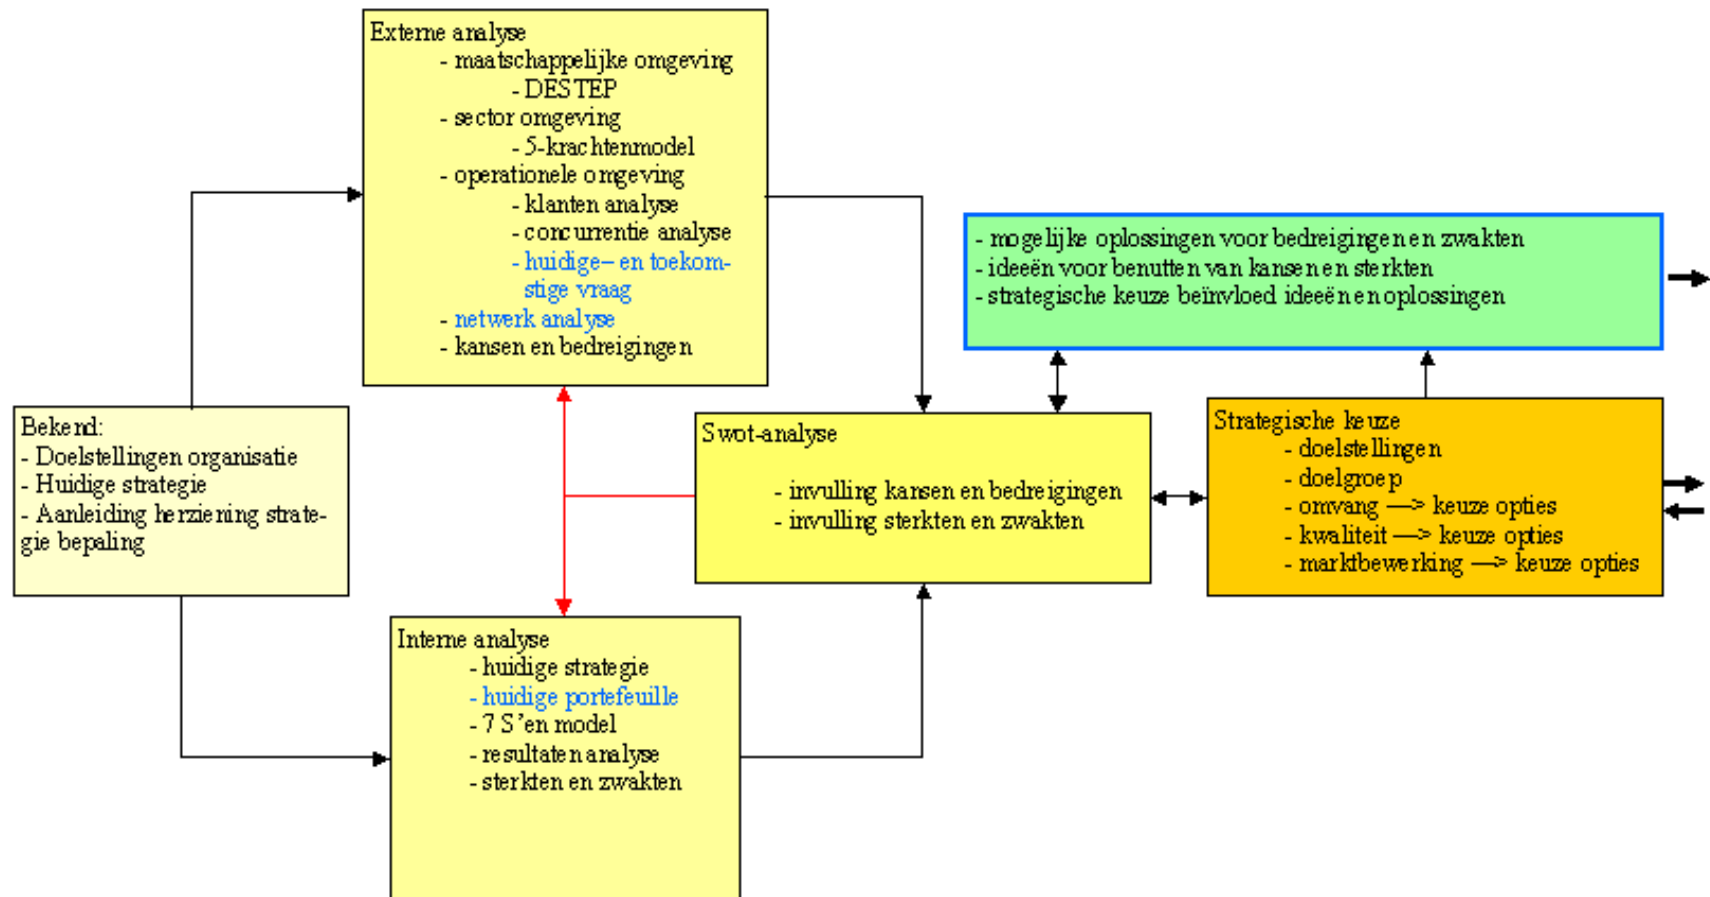 Externe analyse
- maatschappelijke omgeving
- DESTEP
- sector omgeving
- 5-krachtenmodel
- operationele omgeving
- klanten analyse
- concurrentie analyse
- huidige– en toekom-
stige vraag
- netwerk analyse
- kansen en bedreigingen
- mogelijke oplossingen voor bedreigingen en zwakten
- ideeën voor benutten van kansen en sterkten
- strategische keuze beïnvloed ideeën en oplossingen
Bekend:
- Doelstellingen organisatie
- Huidige strategie
- Aanleiding herziening strate-
gie bepaling
Swot-analyse
- invulling kansen en bedreigingen
- invulling sterkten en zwakten
Strategische keuze
- doelstellingen
- doelgroep
- omvang —> keuze opties
- kwaliteit —> keuze opties
- marktbewerking —> keuze opties
Interne analyse
- huidige strategie
- huidige portefeuille
- 7 S’en model
- resultaten analyse
- sterkten en zwakten